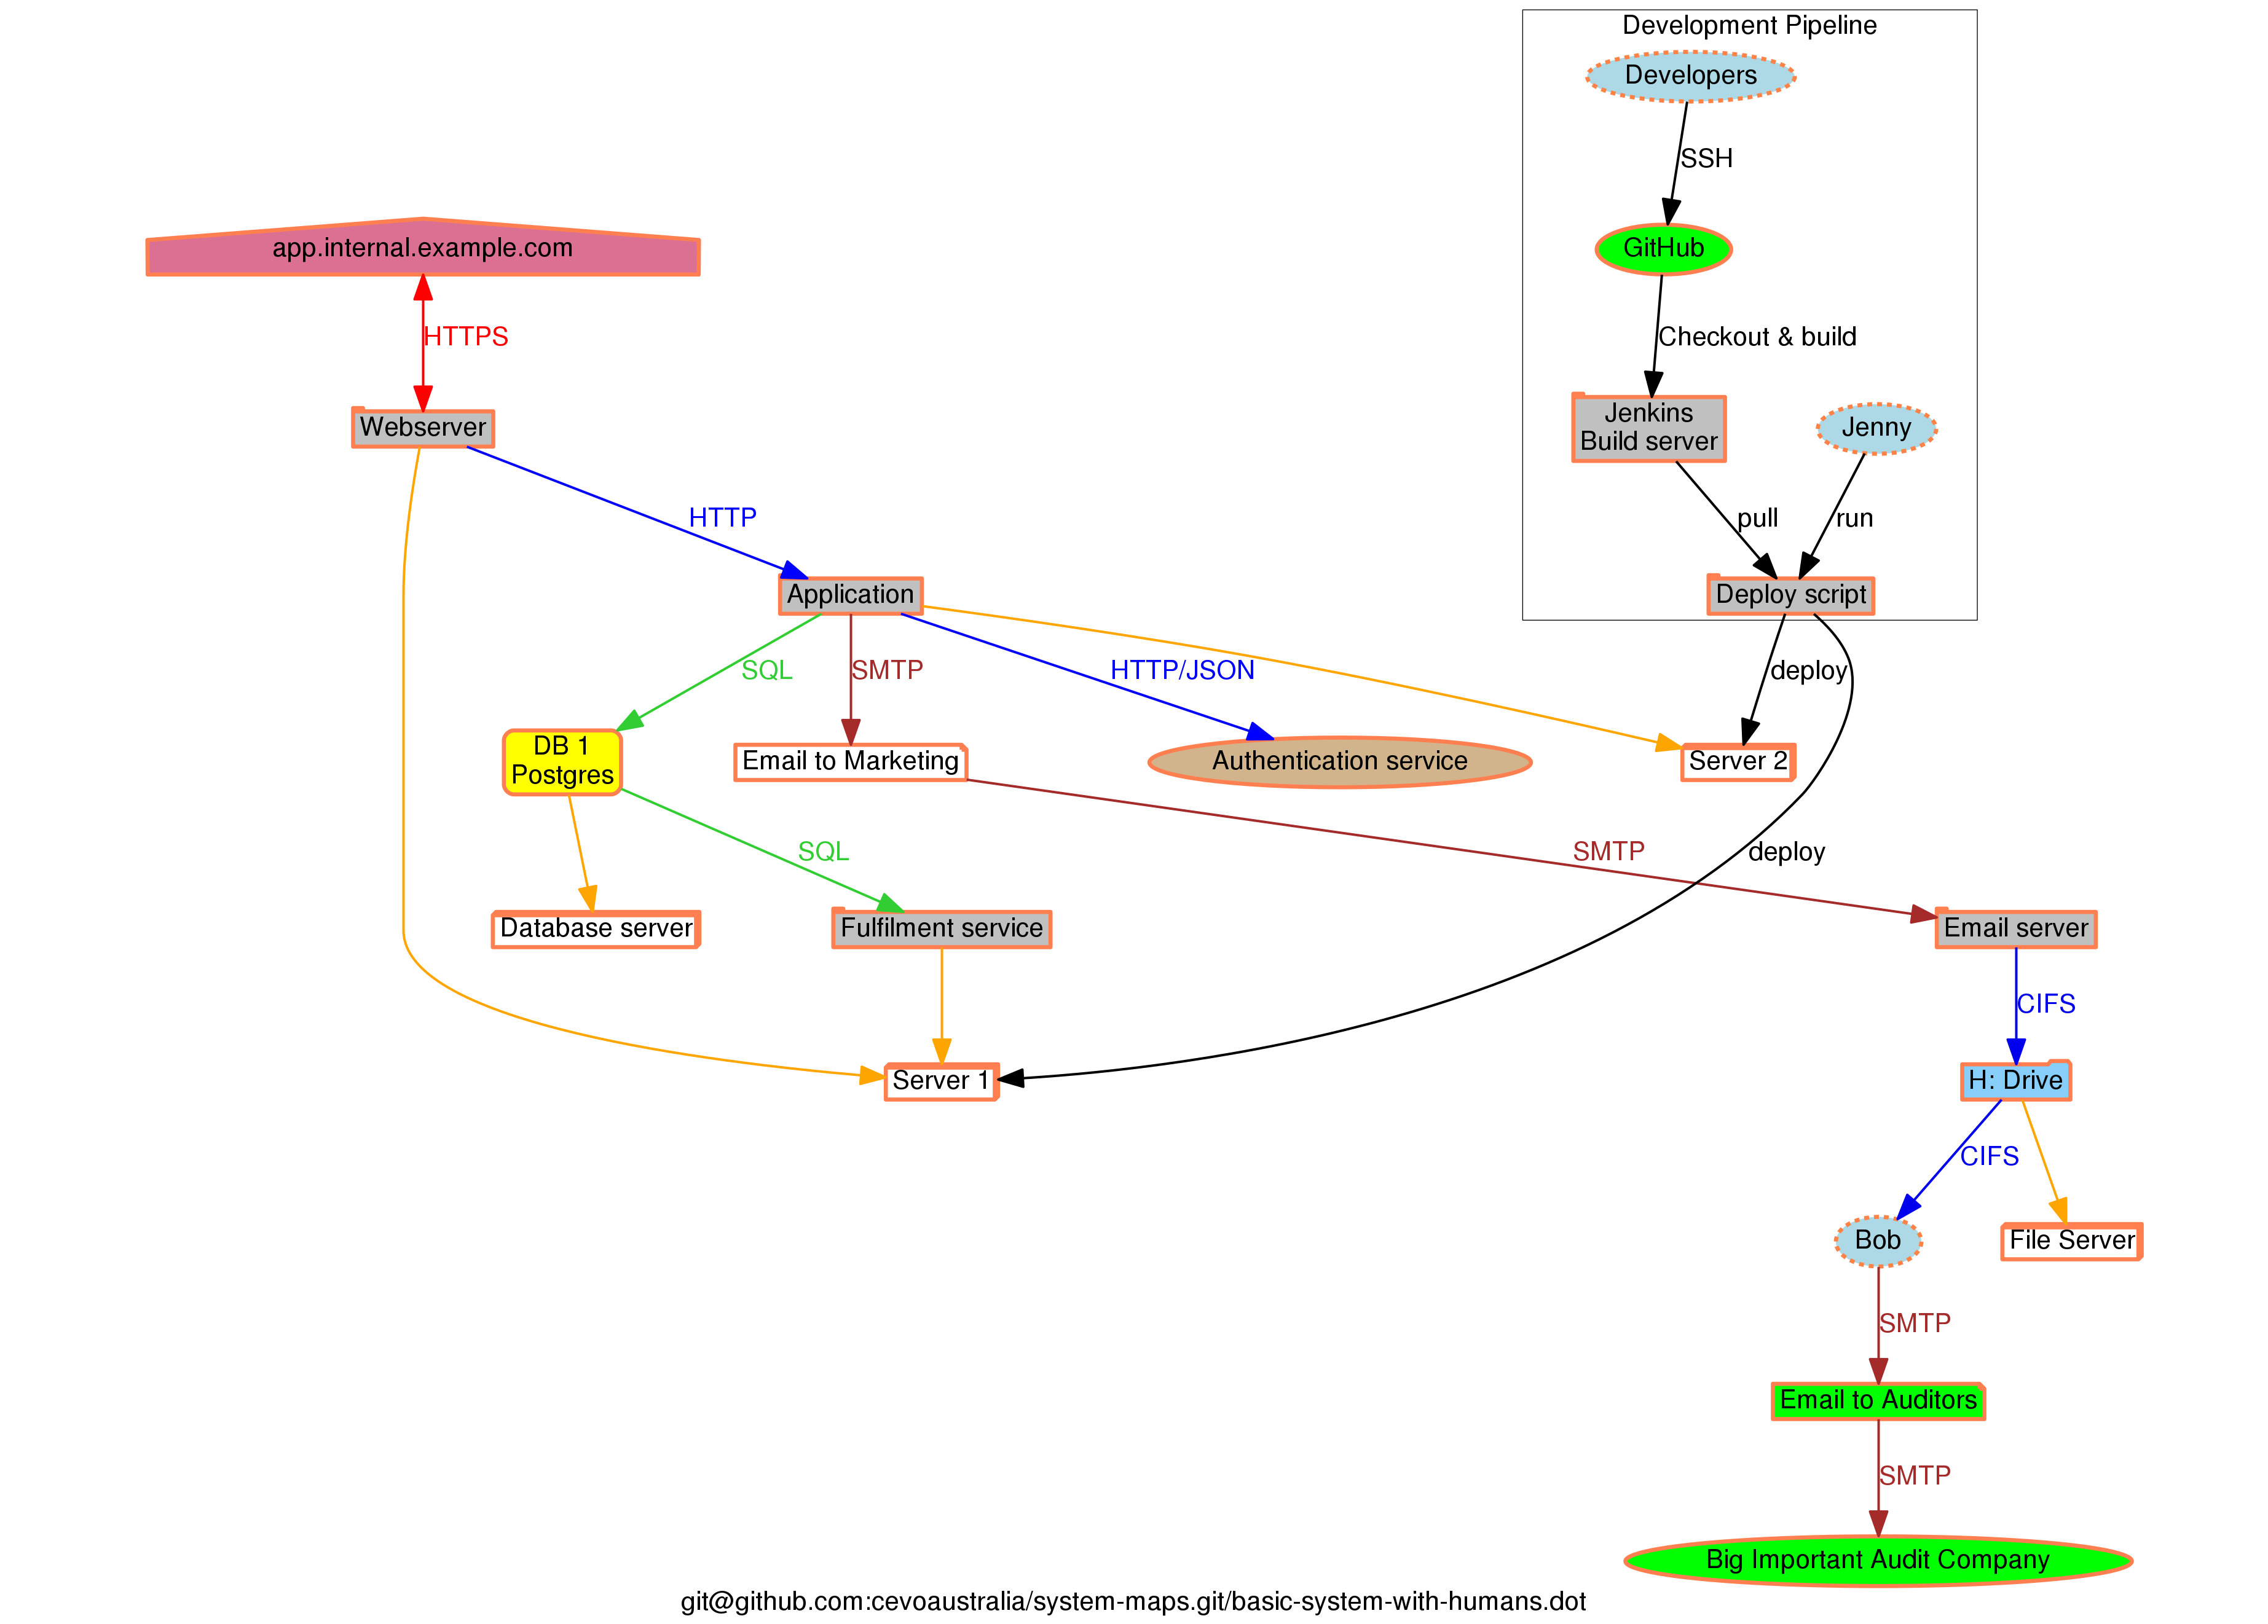 Development Pipeline
Developers
SSH
GitHub
app.internal.example.com
HTTPS
Checkout & build
Webserver
Jenkins
Build server
Jenny
HTTP
pull
run
Application
Deploy script
SQL
SMTP
HTTP/JSON
deploy
DB 1
Postgres
Email to Marketing
Authentication service
Server 2
SQL
SMTP
deploy
Database server
Fulfilment service
Email server
CIFS
Server 1
H: Drive
CIFS
Bob
File Server
SMTP
Email to Auditors
SMTP
Big Important Audit Company
git@github.com:cevoaustralia/system-maps.git/basic-system-with-humans.dot